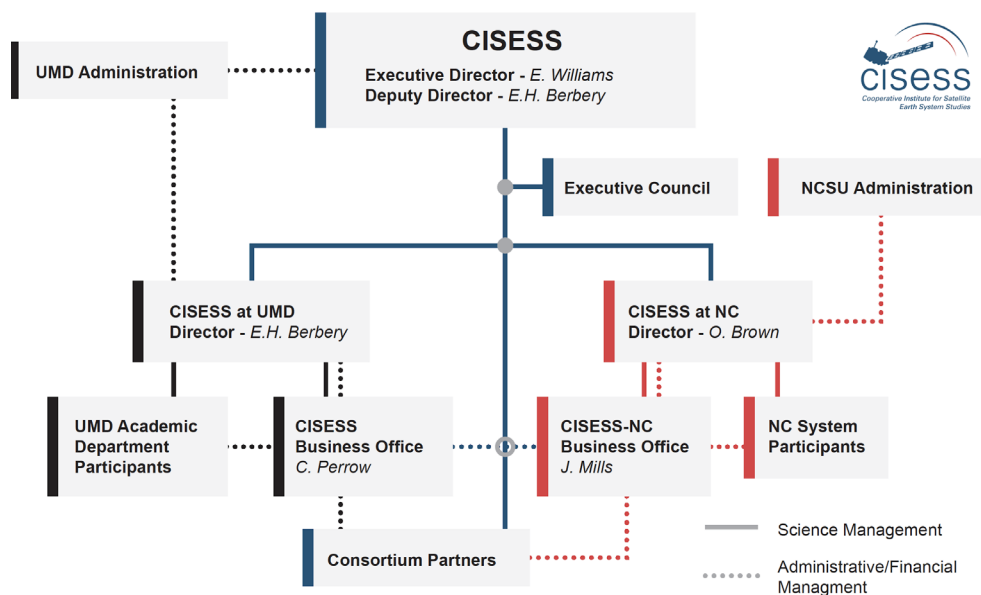 CISESS
Executive Director - E. Williams
Deputy Director - E.H. Berbery
UMD Administration
CISESS
Cooperative Institute for Satellite
Earth System Studies
Executive Council
NCSU Administration
CISESS at UMD
Director - E.H. Berbery
CISESS at NC
Director - O. Brown
UMD Academic
Department
Participants
CISESS
Business Office
C. Perrow
CISESS-NC
Business Office
J. Mills
NC System
Participants
Consortium Partners
Science Management
Administrative/Financial
Managment